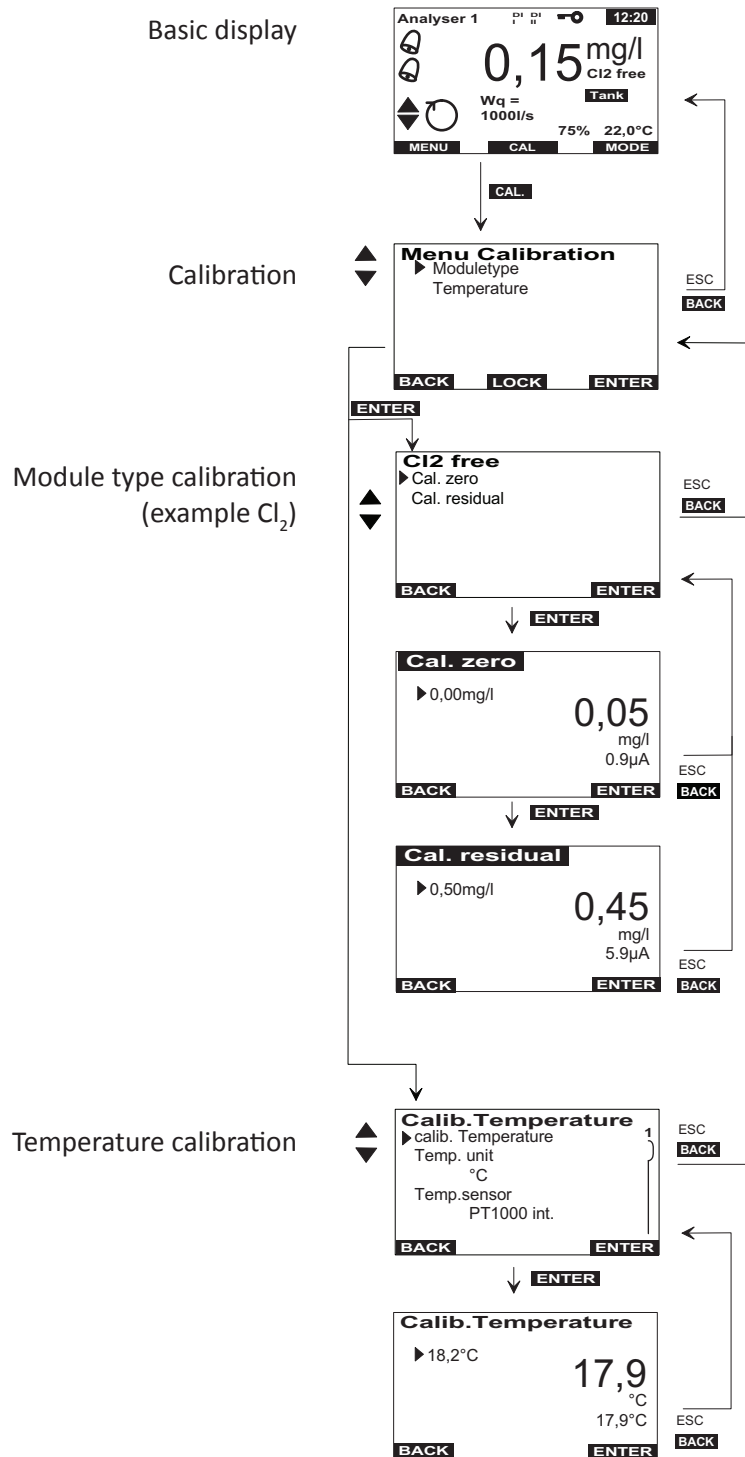 Basic display
Analyser 1 DI I DI II 12:20
0,15 mg/l
Cl2 free
Tank
Wq =
1000l/s
75% 22,0°C
MENU CAL MODE
CAL.
Calibration
Menu Calibration
Moduletype
Temperature
BACK LOCK ENTER
ESC
BACK
ENTER
Module type calibration
(example Cl₂)
Cl2 free
Cal. zero
Cal. residual
BACK ENTER
ESC
BACK
ENTER
Cal. zero
0,00mg/l
0,05
mg/l
0.9µA
BACK ENTER
ESC
BACK
ENTER
Cal. residual
0,50mg/l
0,45
mg/l
5.9µA
BACK ENTER
ESC
BACK
Temperature calibration
Calib.Temperature
calib. Temperature 1
Temp. unit
°C
Temp.sensor
PT1000 int.
BACK ENTER
ESC
BACK
ENTER
Calib.Temperature
18,2°C
17,9
°C
17,9°C
BACK ENTER
ESC
BACK